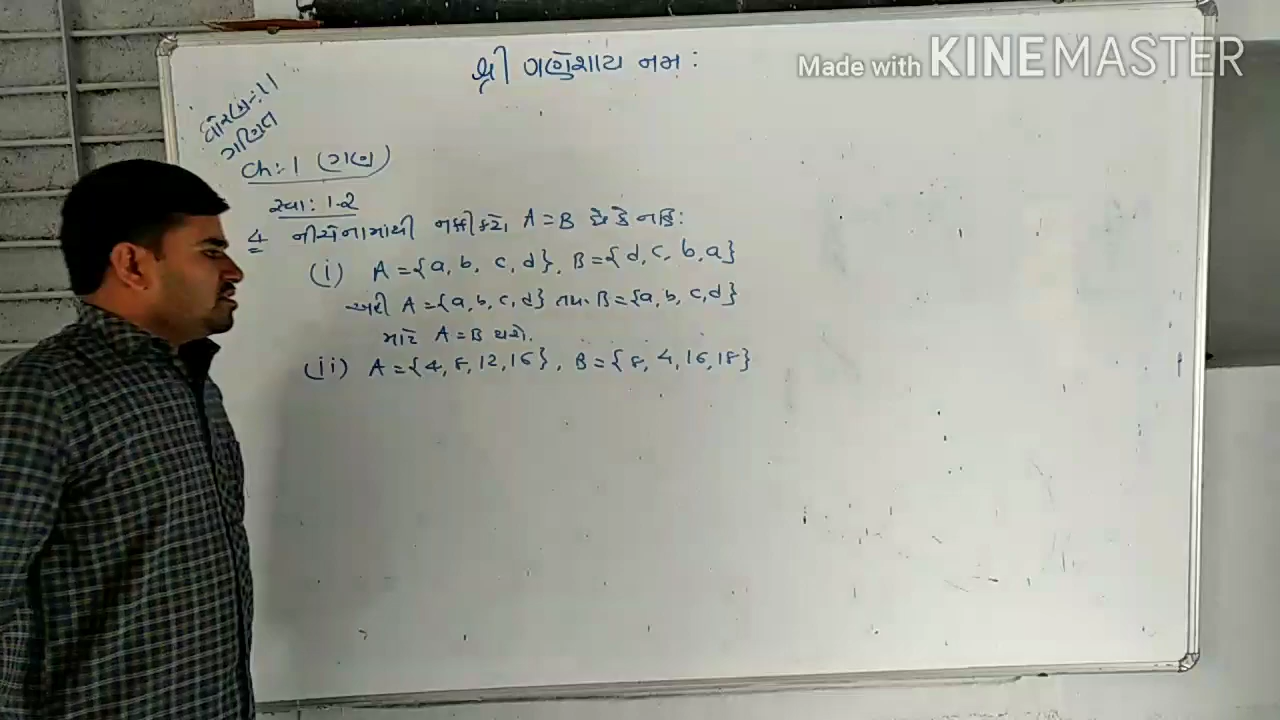 Made with KINEMASTER
શ્રી ગણેશાય નમ:
ધોરણ:-11
ગણિત
Ch:-1 (ગણ)
સ્વા: 1.2
4 નીચેનામાંથી નક્કી કરો, A = B છે કે નહિ:
(i) A = {a, b, c, d}, B = {d, c, b, a}
અહી A = {a, b, c, d} તથા B = {a, b, c, d}
માટે A = B થશે.
(ii) A = {4, 8, 12, 16}, B = {8, 4, 16, 18}